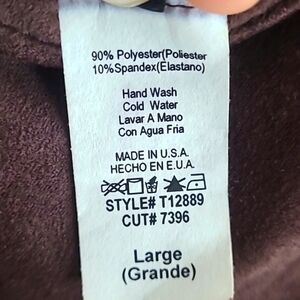 90% Polyester(Poliester
10%Spandex(Elastano)
Hand Wash
Cold Water
Lavar A Mano
Con Agua Fria
MADE IN U.S.A.
HECHO EN E.U.A.
STYLE# T12889
CUT# 7396
Large
(Grande)